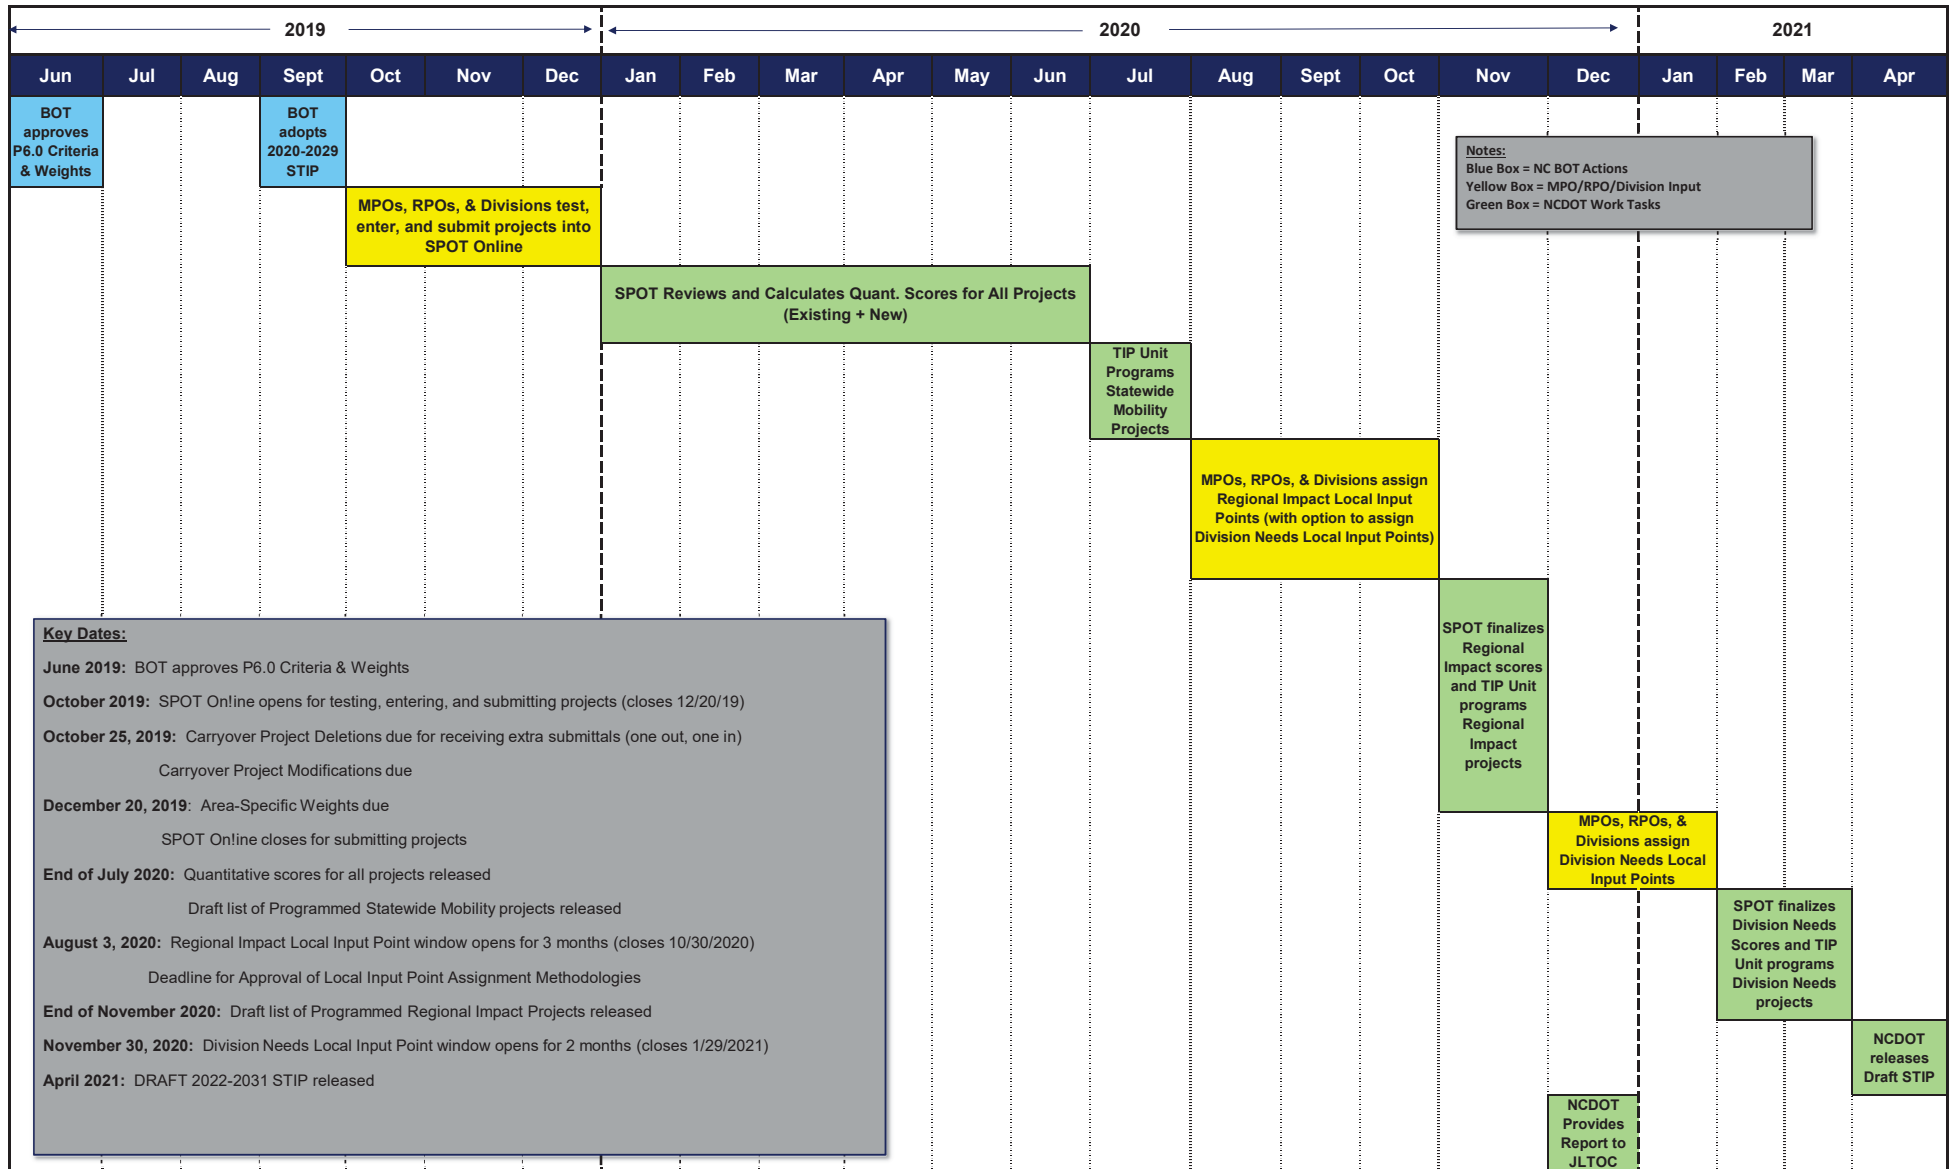 2019
2020
2021
Jun Jul Aug Sept Oct Nov Dec Jan Feb Mar Apr May Jun Jul Aug Sept Oct Nov Dec Jan Feb Mar Apr
BOT
approves
P6.0 Criteria
& Weights
BOT
adopts
2020-2029
STIP
Notes:
Blue Box = NC BOT Actions
Yellow Box = MPO/RPO/Division Input
Green Box = NCDOT Work Tasks
MPOs, RPOs, & Divisions test,
enter, and submit projects into
SPOT Online
SPOT Reviews and Calculates Quant. Scores for All Projects
(Existing + New)
TIP Unit
Programs
Statewide
Mobility
Projects
MPOs, RPOs, & Divisions assign
Regional Impact Local Input
Points (with option to assign
Division Needs Local Input Points)
SPOT finalizes
Regional
Impact scores
and TIP Unit
programs
Regional
Impact
projects
MPOs, RPOs, &
Divisions assign
Division Needs Local
Input Points
SPOT finalizes
Division Needs
Scores and TIP
Unit programs
Division Needs
projects
NCDOT
releases
Draft STIP
NCDOT
Provides
Report to
JLTOC
Key Dates:
June 2019: BOT approves P6.0 Criteria & Weights
October 2019: SPOT On!ine opens for testing, entering, and submitting projects (closes 12/20/19)
October 25, 2019: Carryover Project Deletions due for receiving extra submittals (one out, one in)
Carryover Project Modifications due
December 20, 2019: Area-Specific Weights due
SPOT On!ine closes for submitting projects
End of July 2020: Quantitative scores for all projects released
Draft list of Programmed Statewide Mobility projects released
August 3, 2020: Regional Impact Local Input Point window opens for 3 months (closes 10/30/2020)
Deadline for Approval of Local Input Point Assignment Methodologies
End of November 2020: Draft list of Programmed Regional Impact Projects released
November 30, 2020: Division Needs Local Input Point window opens for 2 months (closes 1/29/2021)
April 2021: DRAFT 2022-2031 STIP released